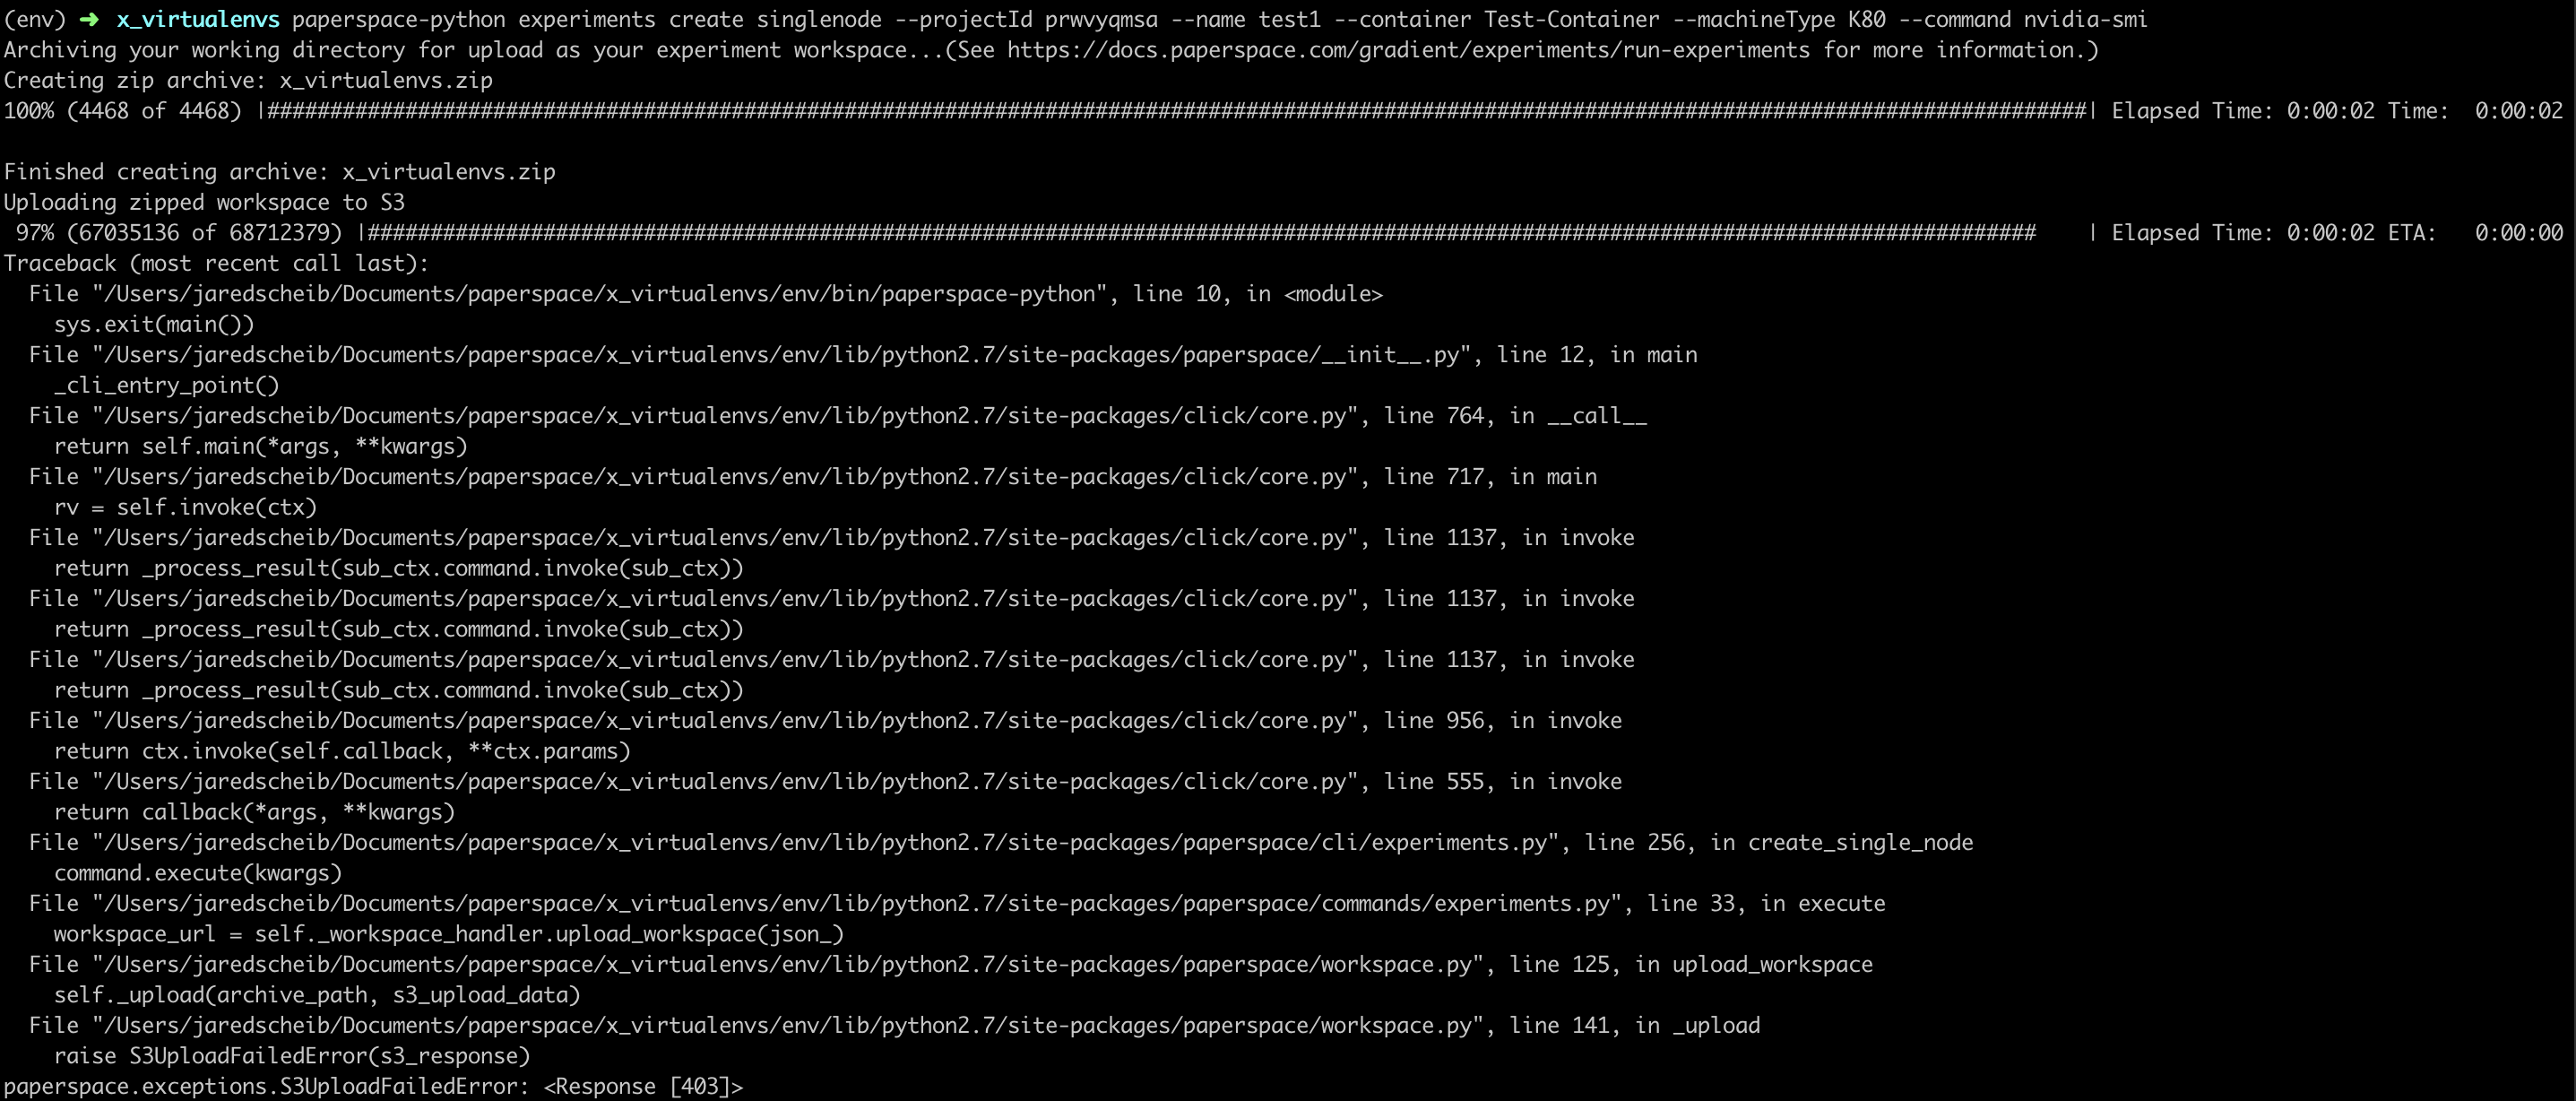 (env) ➜  x_virtualenvs paperspace-python experiments create singlenode --projectId prwvyqmsa --name test1 --container Test-Container --machineType K80 --command nvidia-smi
Archiving your working directory for upload as your experiment workspace...(See https://docs.paperspace.com/gradient/experiments/run-experiments for more information.)
Creating zip archive: x_virtualenvs.zip
100% (4468 of 4468) |#################################################################################################################################################| Elapsed Time: 0:00:02 Time:  0:00:02
Finished creating archive: x_virtualenvs.zip
Uploading zipped workspace to S3
 97% (67035136 of 68712379) |#####################################################################################################################################    | Elapsed Time: 0:00:02 ETA:   0:00:00
Traceback (most recent call last):
  File "/Users/jaredscheib/Documents/paperspace/x_virtualenvs/env/bin/paperspace-python", line 10, in <module>
    sys.exit(main())
  File "/Users/jaredscheib/Documents/paperspace/x_virtualenvs/env/lib/python2.7/site-packages/paperspace/__init__.py", line 12, in main
    _cli_entry_point()
  File "/Users/jaredscheib/Documents/paperspace/x_virtualenvs/env/lib/python2.7/site-packages/click/core.py", line 764, in __call__
    return self.main(*args, **kwargs)
  File "/Users/jaredscheib/Documents/paperspace/x_virtualenvs/env/lib/python2.7/site-packages/click/core.py", line 717, in main
    rv = self.invoke(ctx)
  File "/Users/jaredscheib/Documents/paperspace/x_virtualenvs/env/lib/python2.7/site-packages/click/core.py", line 1137, in invoke
    return _process_result(sub_ctx.command.invoke(sub_ctx))
  File "/Users/jaredscheib/Documents/paperspace/x_virtualenvs/env/lib/python2.7/site-packages/click/core.py", line 1137, in invoke
    return _process_result(sub_ctx.command.invoke(sub_ctx))
  File "/Users/jaredscheib/Documents/paperspace/x_virtualenvs/env/lib/python2.7/site-packages/click/core.py", line 1137, in invoke
    return _process_result(sub_ctx.command.invoke(sub_ctx))
  File "/Users/jaredscheib/Documents/paperspace/x_virtualenvs/env/lib/python2.7/site-packages/click/core.py", line 956, in invoke
    return ctx.invoke(self.callback, **ctx.params)
  File "/Users/jaredscheib/Documents/paperspace/x_virtualenvs/env/lib/python2.7/site-packages/click/core.py", line 555, in invoke
    return callback(*args, **kwargs)
  File "/Users/jaredscheib/Documents/paperspace/x_virtualenvs/env/lib/python2.7/site-packages/paperspace/cli/experiments.py", line 256, in create_single_node
    command.execute(kwargs)
  File "/Users/jaredscheib/Documents/paperspace/x_virtualenvs/env/lib/python2.7/site-packages/paperspace/commands/experiments.py", line 33, in execute
    workspace_url = self._workspace_handler.upload_workspace(json_)
  File "/Users/jaredscheib/Documents/paperspace/x_virtualenvs/env/lib/python2.7/site-packages/paperspace/workspace.py", line 125, in upload_workspace
    self._upload(archive_path, s3_upload_data)
  File "/Users/jaredscheib/Documents/paperspace/x_virtualenvs/env/lib/python2.7/site-packages/paperspace/workspace.py", line 141, in _upload
    raise S3UploadFailedError(s3_response)
paperspace.exceptions.S3UploadFailedError: <Response [403]>